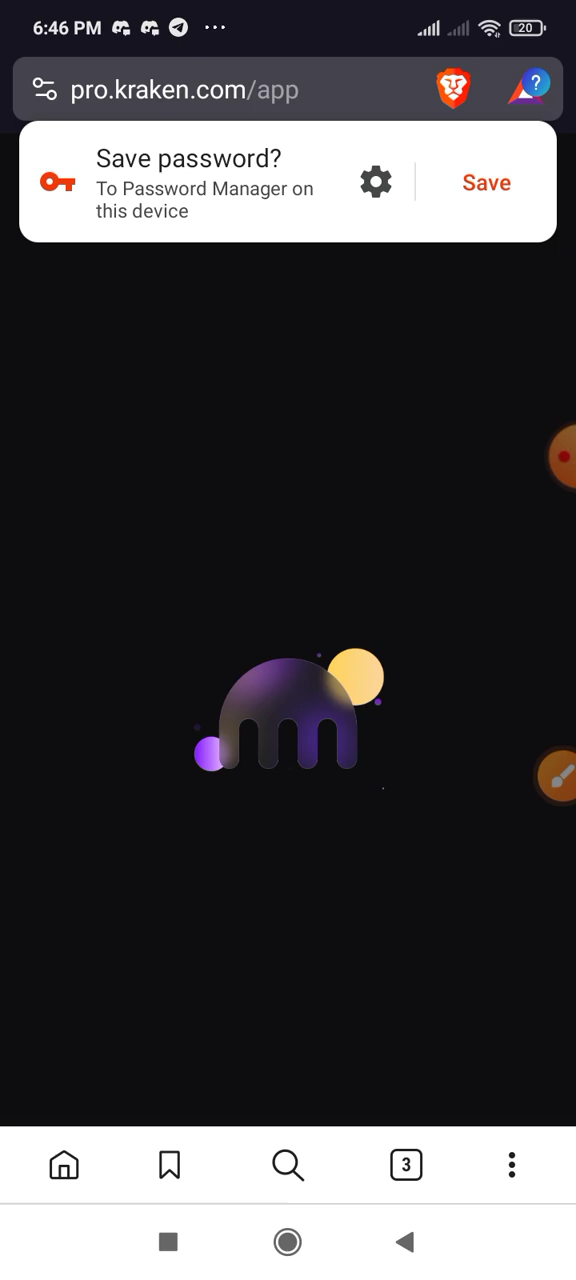 6:46 PM
20
pro.kraken.com/app
?
Save password?
To Password Manager on
this device
Save
3